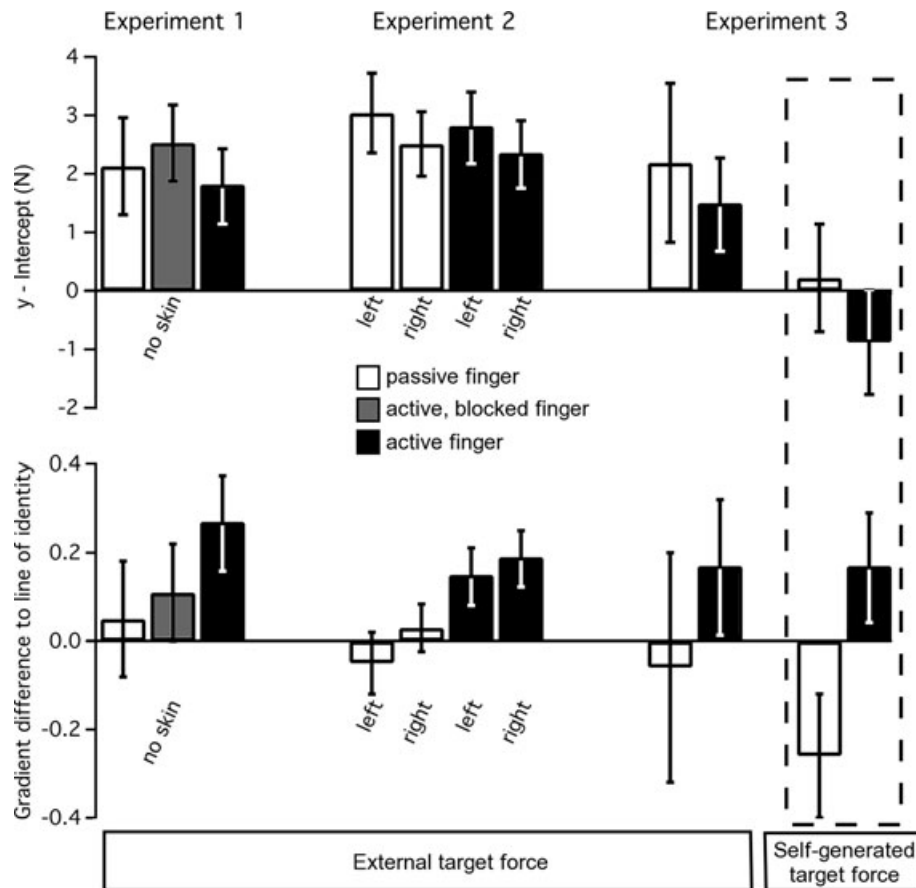 Experiment 1
Experiment 2
Experiment 3
y - Intercept (N)
4
3
2
1
0
-1
-2
no skin
left
right
left
right
passive finger
active, blocked finger
active finger
Gradient difference to line of identity
0.4
0.2
0.0
-0.2
-0.4
no skin
left
right
left
right
External target force
Self-generated
target force